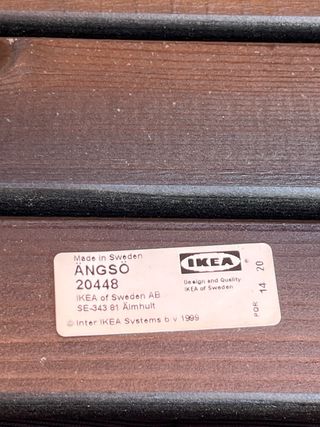 Made in Sweden
ÄNGSÖ
20448
IKEA of Sweden AB
SE-343 81 Älmhult
© Inter IKEA Systems b v 1999
IKEA®
Design and Quality
IKEA of Sweden
PQR 14 20